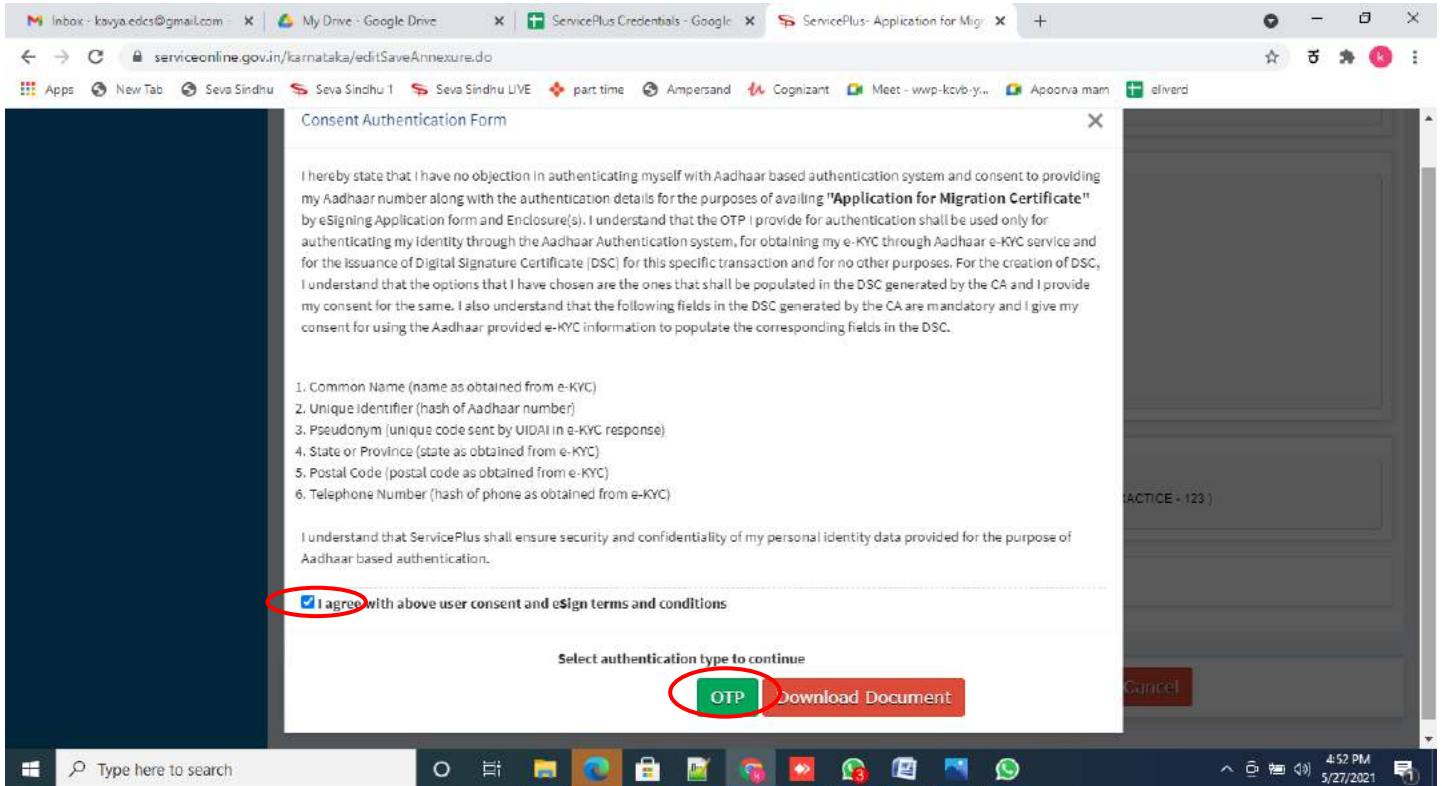 Inbox - kavya.edcs@gmail.com -
My Drive - Google Drive
ServicePlus Credentials - Google
ServicePlus- Application for Migr
serviceonline.gov.in/karnataka/editSaveAnnexure.do
ಕ
k
Apps New Tab Seva Sindhu Seva Sindhu 1 Seva Sindhu LIVE part time Ampersand Cognizant Meet - wwp-kcvb-y... Apoorva mam eliverd
Consent Authentication Form
I hereby state that I have no objection in authenticating myself with Aadhaar based authentication system and consent to providing
my Aadhaar number along with the authentication details for the purposes of availing "Application for Migration Certificate"
by eSigning Application form and Enclosure(s). I understand that the OTP I provide for authentication shall be used only for
authenticating my identity through the Aadhaar Authentication system, for obtaining my e-KYC through Aadhaar e-KYC service and
for the issuance of Digital Signature Certificate (DSC) for this specific transaction and for no other purposes. For the creation of DSC,
I understand that the options that I have chosen are the ones that shall be populated in the DSC generated by the CA and I provide
my consent for the same. I also understand that the following fields in the DSC generated by the CA are mandatory and I give my
consent for using the Aadhaar provided e-KYC information to populate the corresponding fields in the DSC.
1. Common Name (name as obtained from e-KYC)
2. Unique Identifier (hash of Aadhaar number)
3. Pseudonym (unique code sent by UIDAI in e-KYC response)
4. State or Province (state as obtained from e-KYC)
5. Postal Code (postal code as obtained from e-KYC)
6. Telephone Number (hash of phone as obtained from e-KYC)
ACTICE - 123 )
I understand that ServicePlus shall ensure security and confidentiality of my personal identity data provided for the purpose of
Aadhaar based authentication.
I agree with above user consent and eSign terms and conditions
Select authentication type to continue
OTP Download Document
Cancel
Type here to search
4:52 PM
5/27/2021